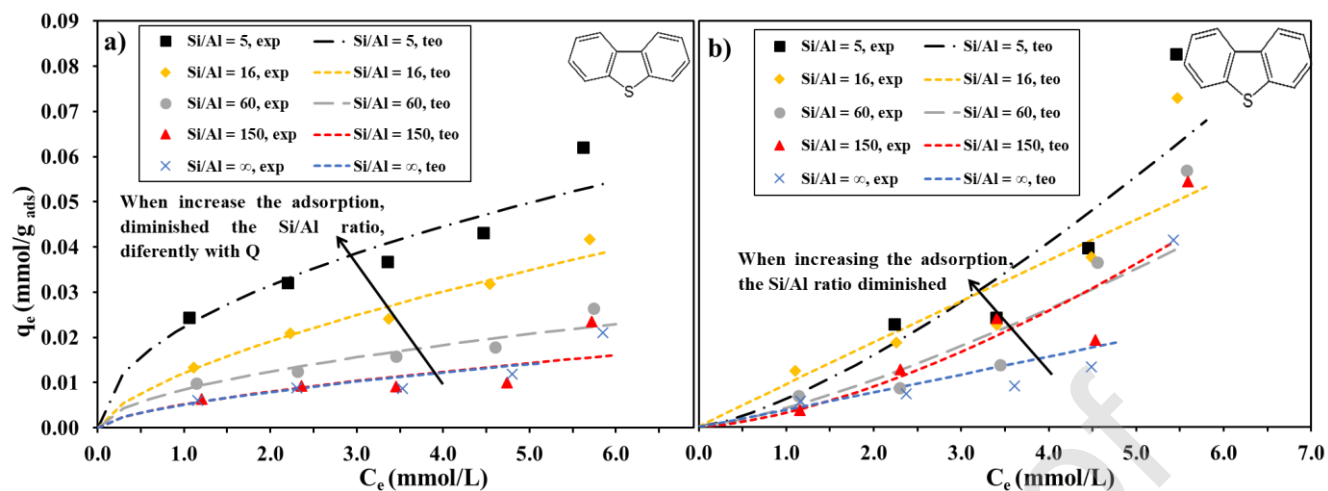 0.09
0.08
0.07
0.06
0.05
0.04
0.03
0.02
0.01
0.00
qₑ (mmol/g ads)
a)
Si/Al = 5, exp
Si/Al = 5, teo
Si/Al = 16, exp
Si/Al = 16, teo
Si/Al = 60, exp
Si/Al = 60, teo
Si/Al = 150, exp
Si/Al = 150, teo
Si/Al = ∞, exp
Si/Al = ∞, teo
S
When increase the adsorption,
diminished the Si/Al ratio,
diferently with Q
0.0 1.0 2.0 3.0 4.0 5.0 6.0
Cₑ (mmol/L)
b)
Si/Al = 5, exp
Si/Al = 5, teo
Si/Al = 16, exp
Si/Al = 16, teo
Si/Al = 60, exp
Si/Al = 60, teo
Si/Al = 150, exp
Si/Al = 150, teo
Si/Al = ∞, exp
Si/Al = ∞, teo
S
When increasing the adsorption,
the Si/Al ratio diminished
0.0 1.0 2.0 3.0 4.0 5.0 6.0 7.0
Cₑ (mmol/L)